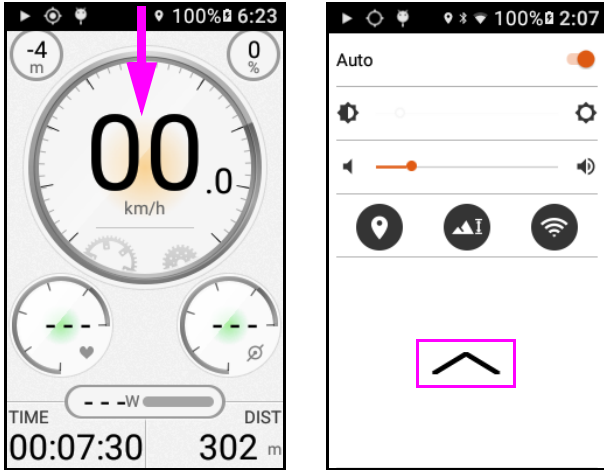 100% 6:23
-4
m
0
%
00.0
km/h
- - -
- - -
- - -W
TIME
DIST
00:07:30
302 m
100% 2:07
Auto